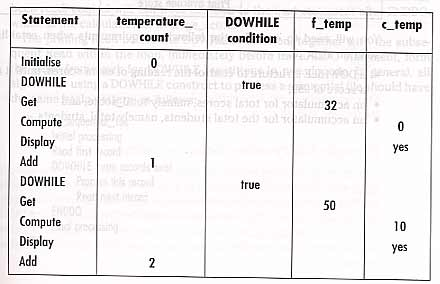 Statement temperature_ count DOWHILE condition f_temp c_temp
Initialise 0
DOWHILE true
Get 32
Compute 0
Display yes
Add 1
DOWHILE true
Get 50
Compute 10
Display yes
Add 2